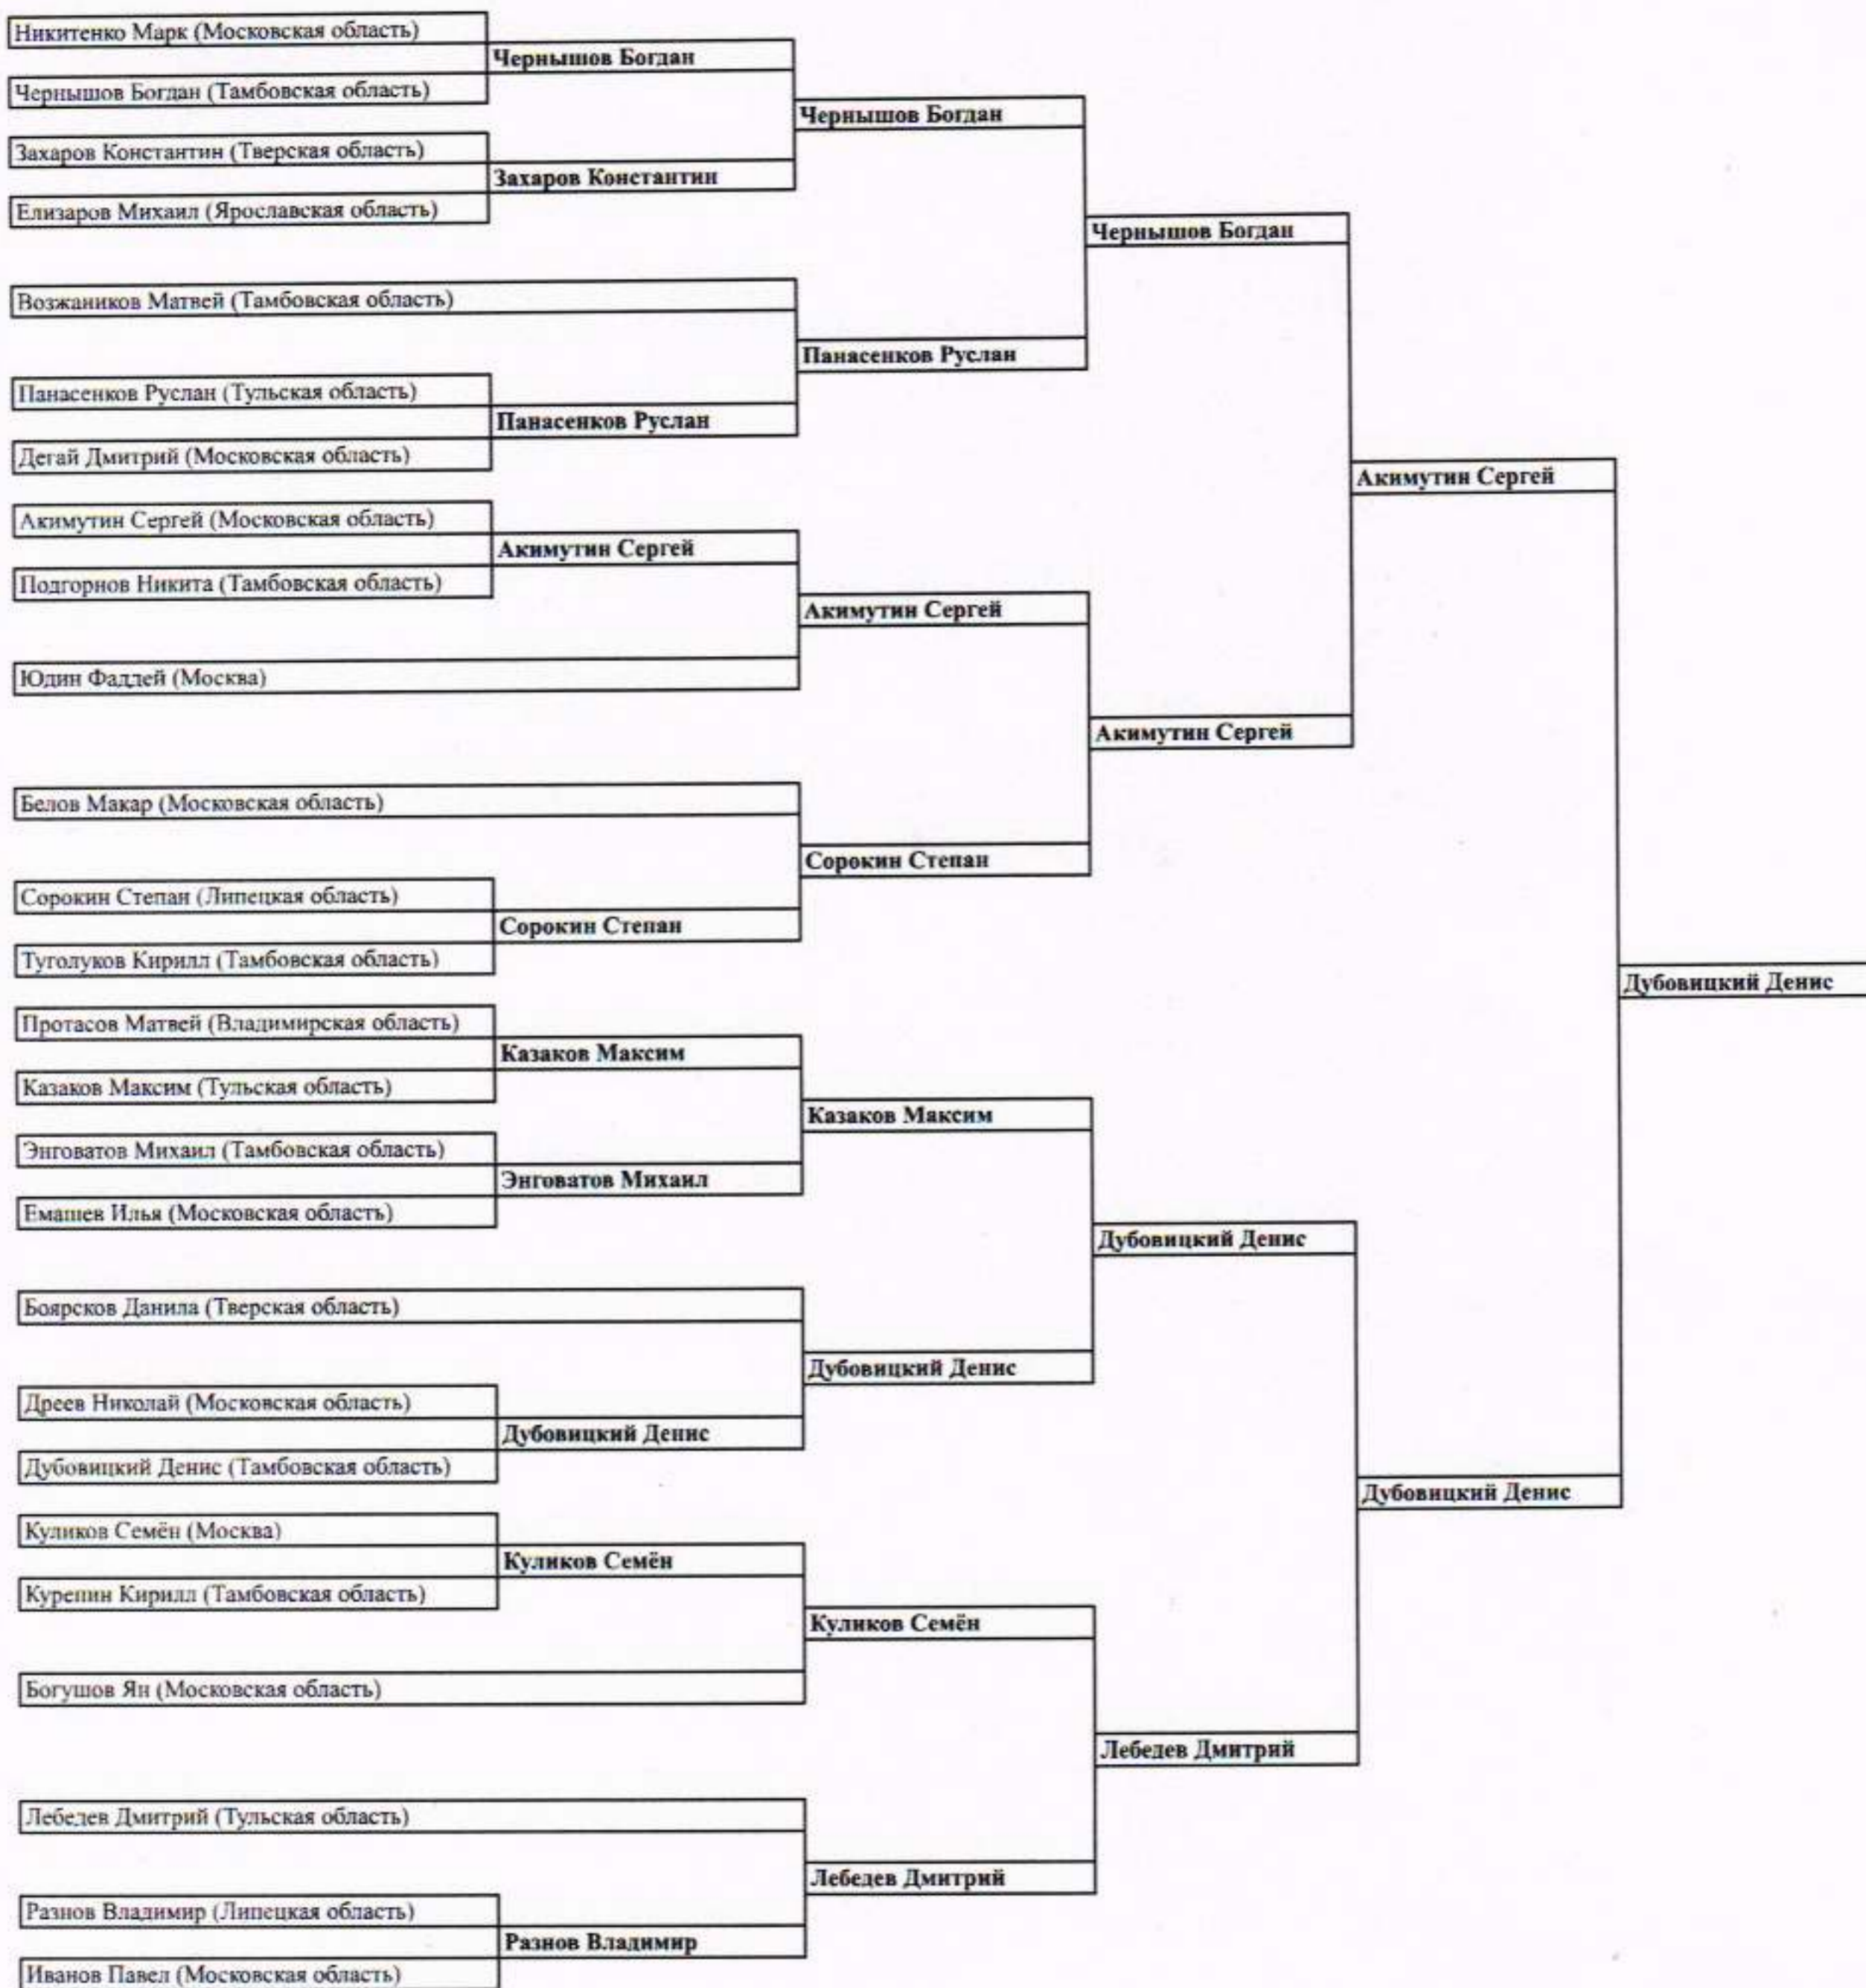 Никитенко Марк (Московская область)
Чернышов Богдан
Чернышов Богдан (Тамбовская область)
Чернышов Богдан
Захаров Константин (Тверская область)
Захаров Константин
Елизаров Михаил (Ярославская область)
Чернышов Богдан
Возжаников Матвей (Тамбовская область)
Панасенков Руслан
Панасенков Руслан (Тульская область)
Панасенков Руслан
Дегай Дмитрий (Московская область)
Акимутин Сергей
Акимутин Сергей (Московская область)
Акимутин Сергей
Подгорнов Никита (Тамбовская область)
Акимутин Сергей
Юдин Фаддей (Москва)
Акимутин Сергей
Белов Макар (Московская область)
Сорокин Степан
Сорокин Степан (Липецкая область)
Сорокин Степан
Туголуков Кирилл (Тамбовская область)
Дубовицкий Денис
Протасов Матвей (Владимирская область)
Казаков Максим
Казаков Максим (Тульская область)
Казаков Максим
Энговатов Михаил (Тамбовская область)
Энговатов Михаил
Емашев Илья (Московская область)
Дубовицкий Денис
Боярсков Данила (Тверская область)
Дубовицкий Денис
Дреев Николай (Московская область)
Дубовицкий Денис
Дубовицкий Денис (Тамбовская область)
Дубовицкий Денис
Куликов Семён (Москва)
Куликов Семён
Курепин Кирилл (Тамбовская область)
Куликов Семён
Богушов Ян (Московская область)
Лебедев Дмитрий
Лебедев Дмитрий (Тульская область)
Лебедев Дмитрий
Разнов Владимир (Липецкая область)
Разнов Владимир
Иванов Павел (Московская область)